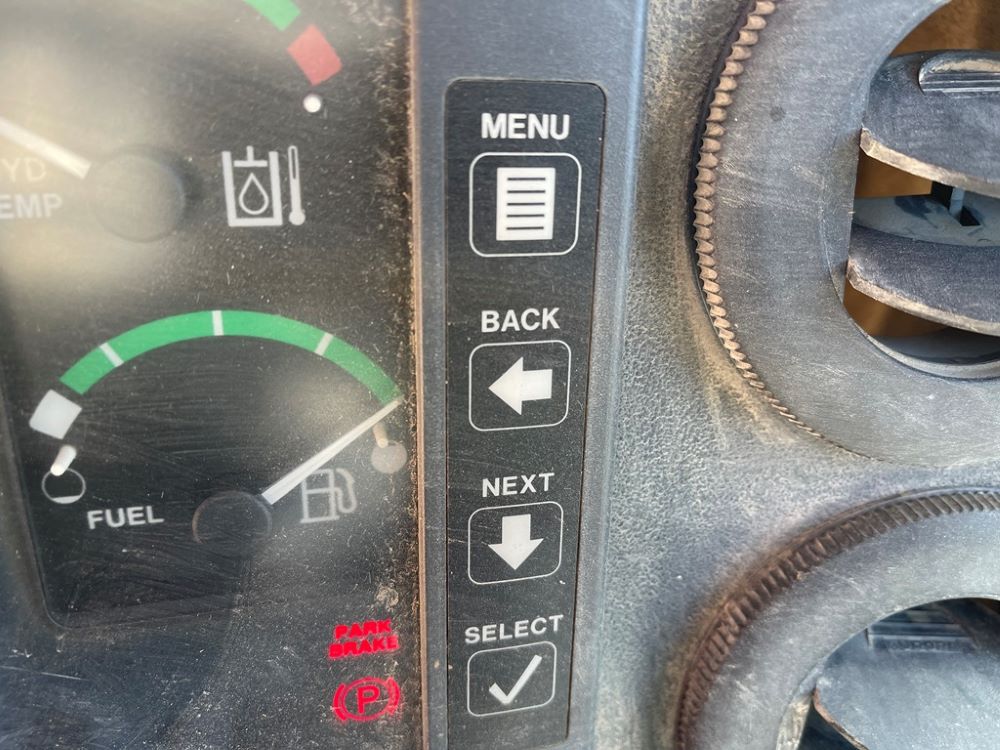 YD
EMP
FUEL
PARK
BRAKE
P
MENU
BACK
NEXT
SELECT